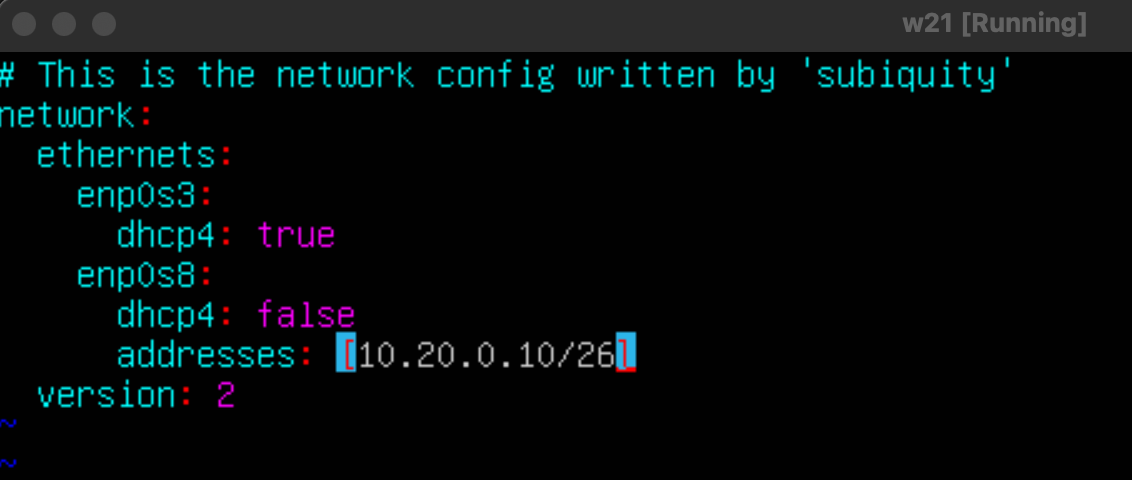 w21 [Running]
# This is the network config written by 'subiquity'
network:
  ethernets:
    enp0s3:
      dhcp4: true
    enp0s8:
      dhcp4: false
      addresses: [10.20.0.10/26]
  version: 2
~
~